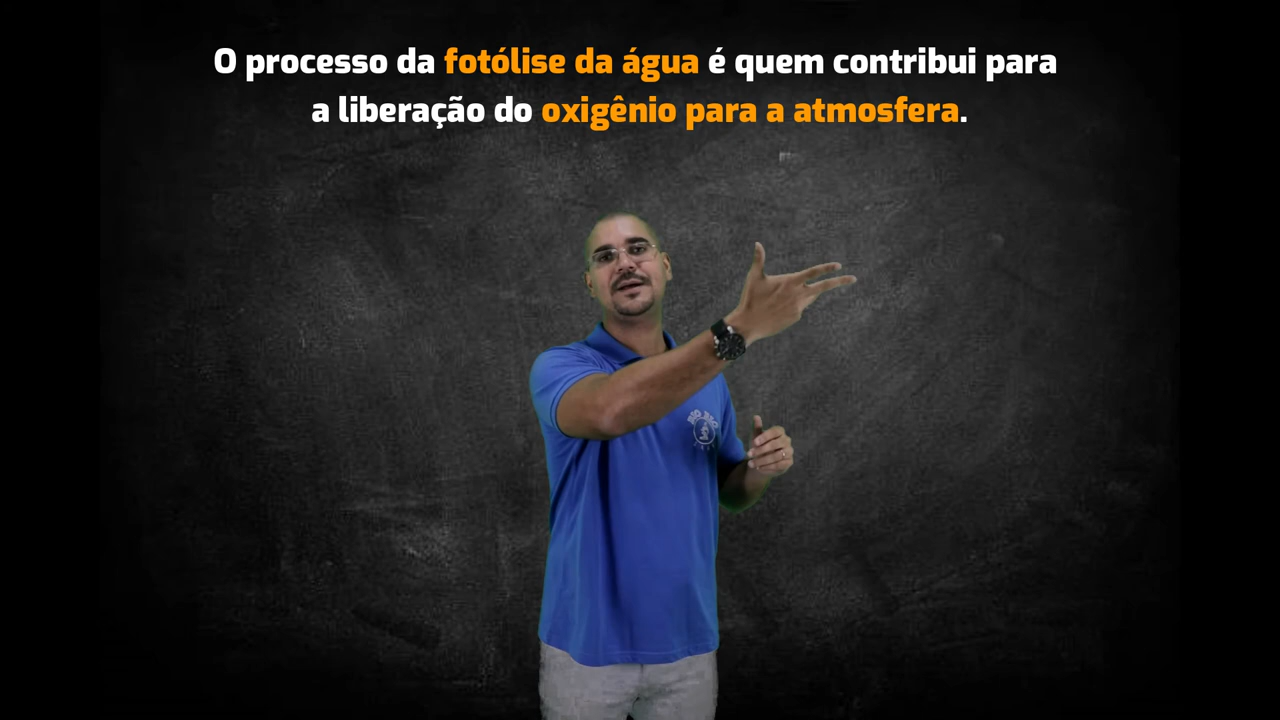 O processo da fotólise da água é quem contribui para
a liberação do oxigênio para a atmosfera.